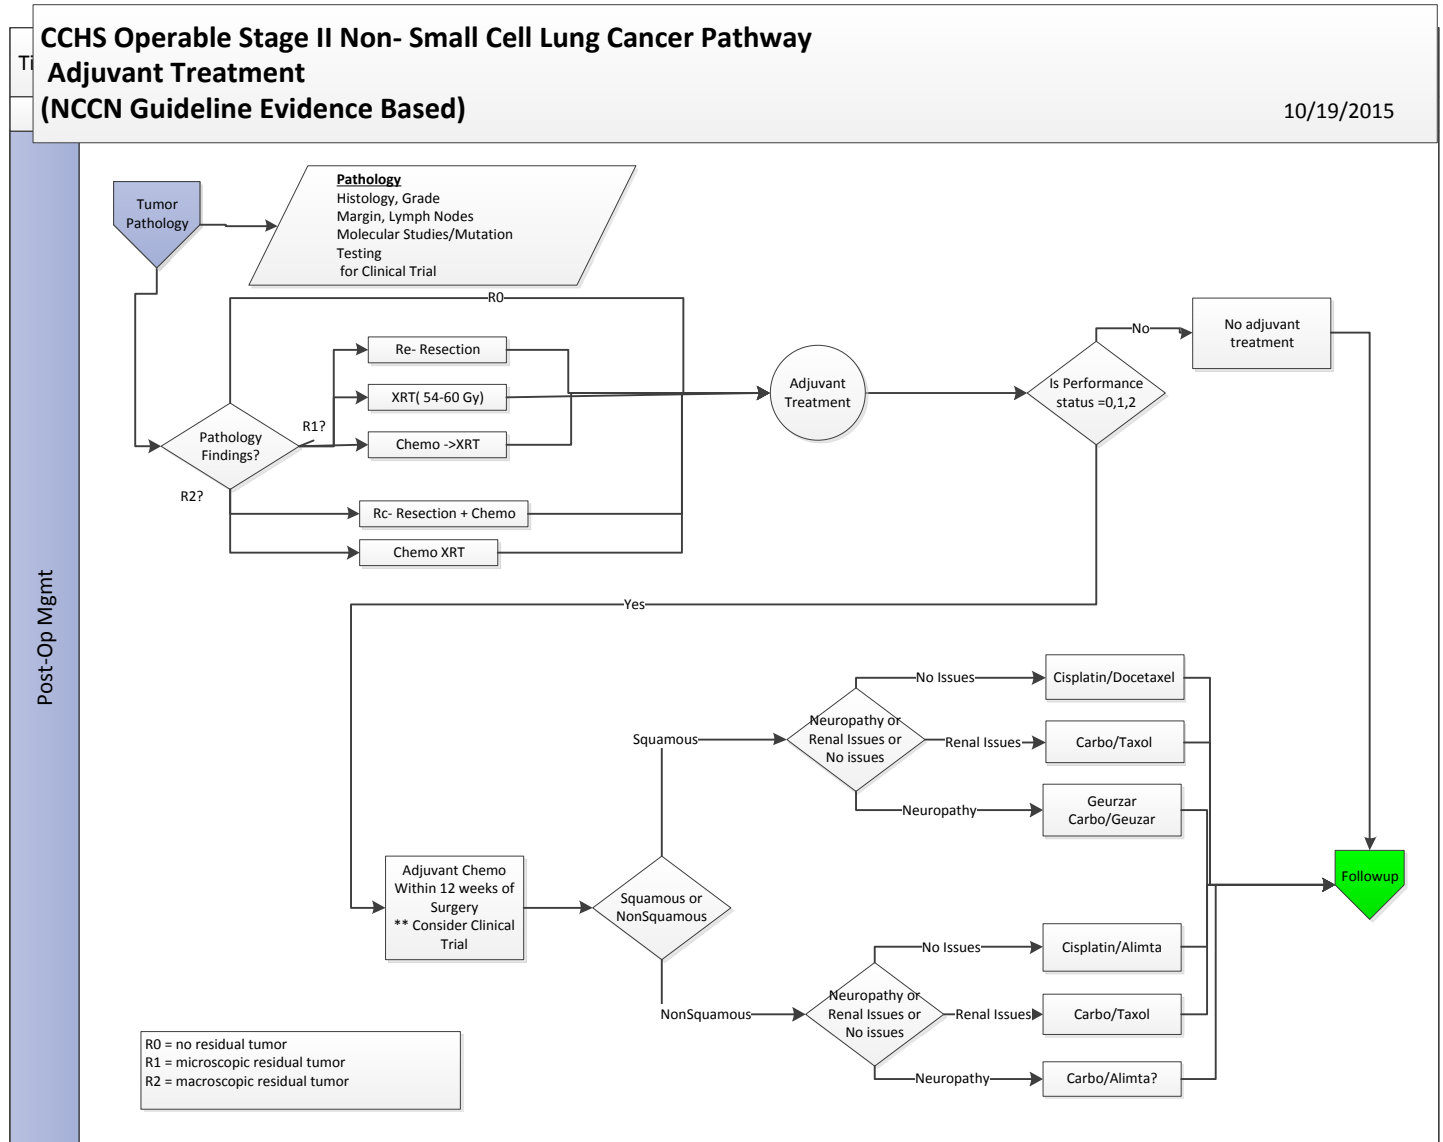 CCHS Operable Stage II Non- Small Cell Lung Cancer Pathway
Adjuvant Treatment
(NCCN Guideline Evidence Based)
10/19/2015
Ti
Post-Op Mgmt
Tumor
Pathology
Pathology
Histology, Grade
Margin, Lymph Nodes
Molecular Studies/Mutation
Testing
for Clinical Trial
R0
Re- Resection
XRT( 54-60 Gy)
Chemo ->XRT
R1?
Pathology
Findings?
R2?
Rc- Resection + Chemo
Chemo XRT
Adjuvant
Treatment
Is Performance
status =0,1,2
No
No adjuvant
treatment
Yes
Adjuvant Chemo
Within 12 weeks of
Surgery
** Consider Clinical
Trial
Squamous or
NonSquamous
Squamous
Neuropathy or
Renal Issues or
No issues
No Issues
Cisplatin/Docetaxel
Renal Issues
Carbo/Taxol
Neuropathy
Geurzar
Carbo/Geuzar
NonSquamous
Neuropathy or
Renal Issues or
No issues
No Issues
Cisplatin/Alimta
Renal Issues
Carbo/Taxol
Neuropathy
Carbo/Alimta?
Followup
R0 = no residual tumor
R1 = microscopic residual tumor
R2 = macroscopic residual tumor